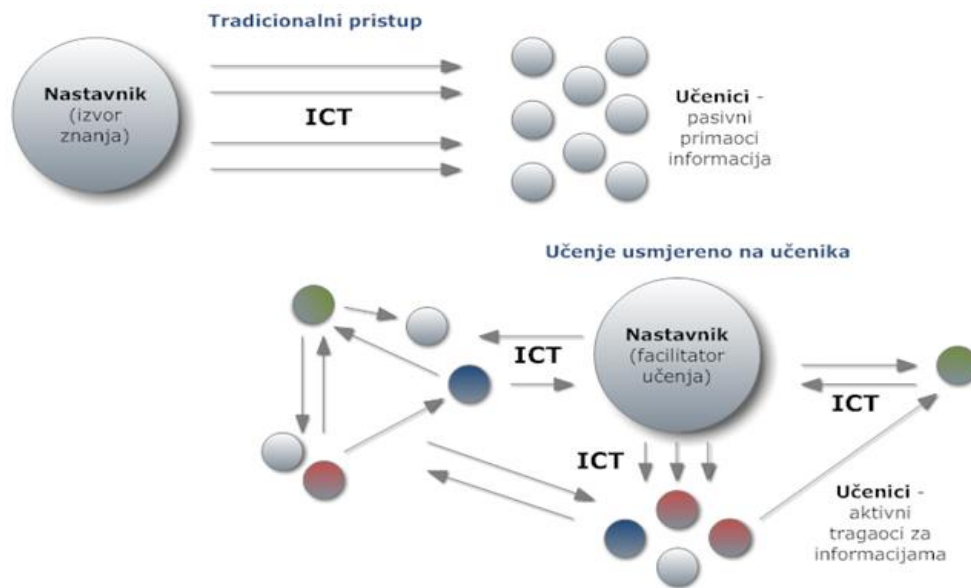 Tradicionalni pristup
Nastavnik
(izvor
znanja)
ICT
Učenici -
pasivni
primaoci
informacija
Učenje usmjereno na učenika
Nastavnik
(facilitator
učenja)
ICT
ICT
ICT
Učenici -
aktivni
tragaoci za
informacijama